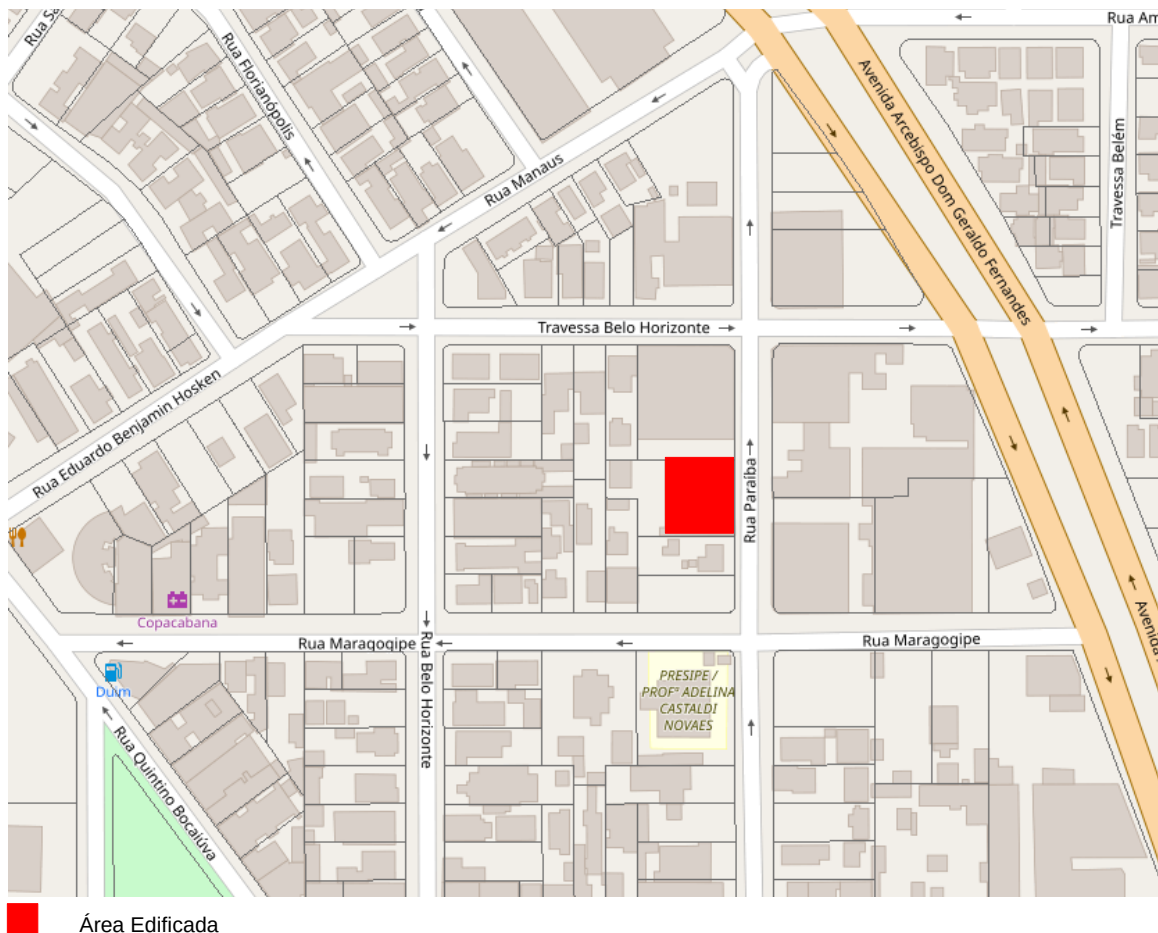 Rua Sa
Rua Am
Rua Florianópolis
Avenida Arcebispo Dom Geraldo Fernandes
Travessa Belém
Rua Manaus
Travessa Belo Horizonte
Rua Eduardo Benjamin Hosken
Rua Paraíba
Copacabana
Avenida
Rua Maragogipe
Rua Maragogipe
Rua Belo Horizonte
Duim
PRESIPE /
PROFª ADELINA
CASTALDI
NOVAES
Rua Quintino Bocaiúva
Área Edificada